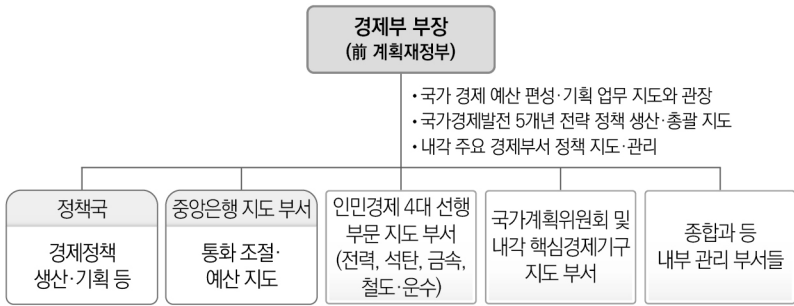 경제부 부장
(前 계획재정부)
• 국가 경제 예산 편성·기획 업무 지도와 관장
• 국가경제발전 5개년 전략 정책 생산·총괄 지도
• 내각 주요 경제부서 정책 지도·관리
정책국
경제정책
생산·기획 등
중앙은행 지도 부서
통화 조절·
예산 지도
인민경제 4대 선행
부문 지도 부서
(전력, 석탄, 금속,
철도·운수)
국가계획위원회 및
내각 핵심경제기구
지도 부서
종합과 등
내부 관리 부서들